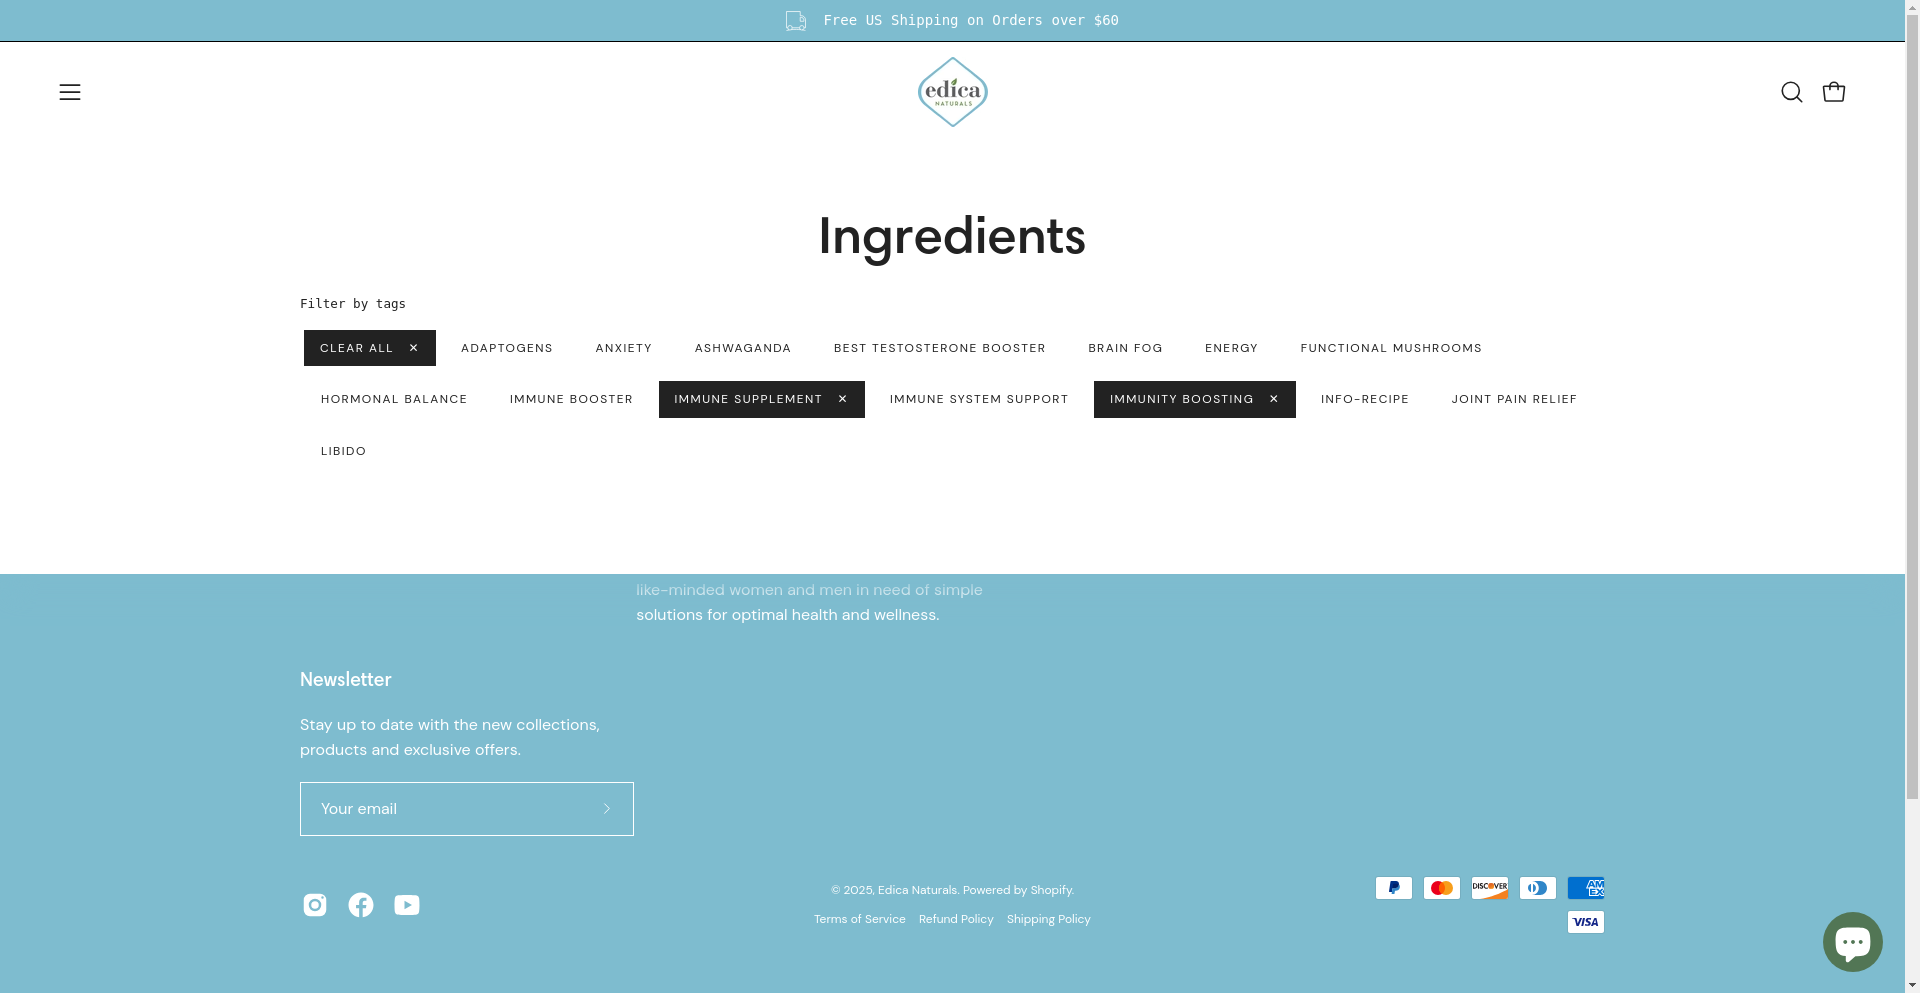 Free US Shipping on Orders over $60
edica
NATURALS
Ingredients
Filter by tags
CLEAR ALL ✕ ADAPTOGENS ANXIETY ASHWAGANDA BEST TESTOSTERONE BOOSTER BRAIN FOG ENERGY FUNCTIONAL MUSHROOMS
HORMONAL BALANCE IMMUNE BOOSTER IMMUNE SUPPLEMENT ✕ IMMUNE SYSTEM SUPPORT IMMUNITY BOOSTING ✕ INFO-RECIPE JOINT PAIN RELIEF
LIBIDO
like-minded women and men in need of simple
solutions for optimal health and wellness.
Newsletter
Stay up to date with the new collections,
products and exclusive offers.
Your email
© 2025, Edica Naturals. Powered by Shopify.
Terms of Service Refund Policy Shipping Policy
DISCOVER
AM
EX
VISA